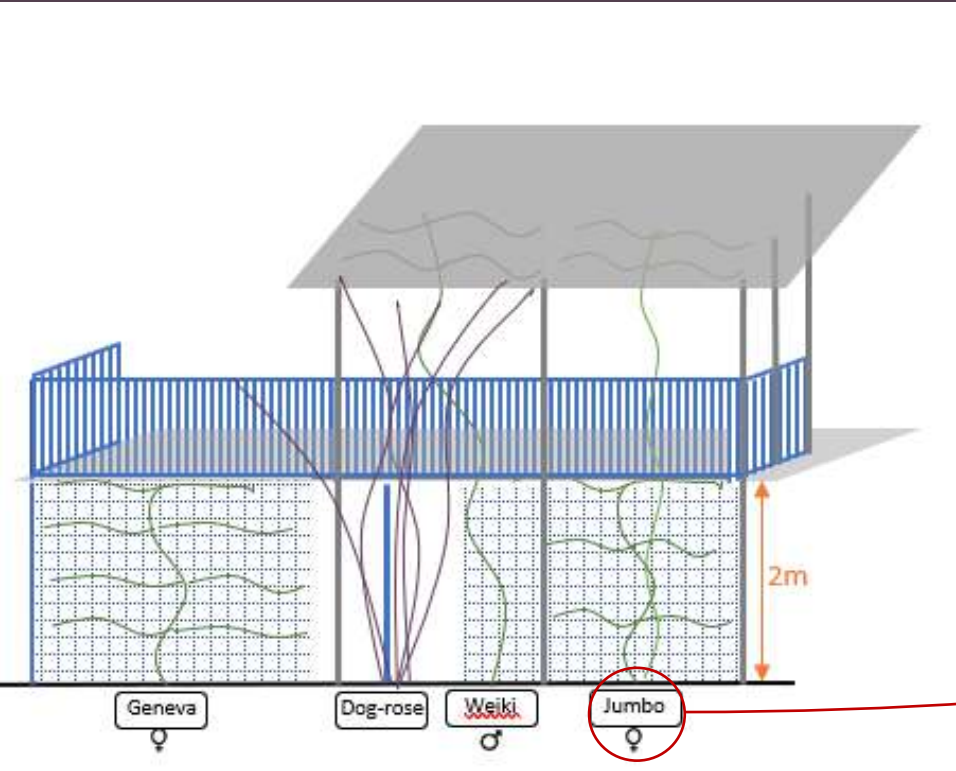 2m
Geneva
Dog-rose
Weiki
Jumbo
♀
♂
♀